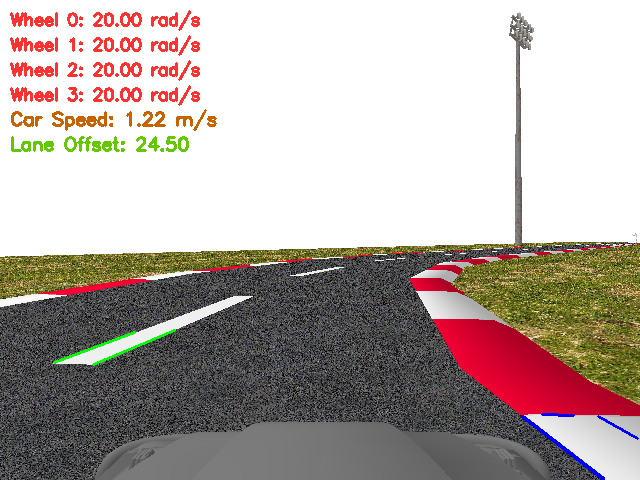 Wheel 0: 20.00 rad/s
Wheel 1: 20.00 rad/s
Wheel 2: 20.00 rad/s
Wheel 3: 20.00 rad/s
Car Speed: 1.22 m/s
Lane Offset: 24.50